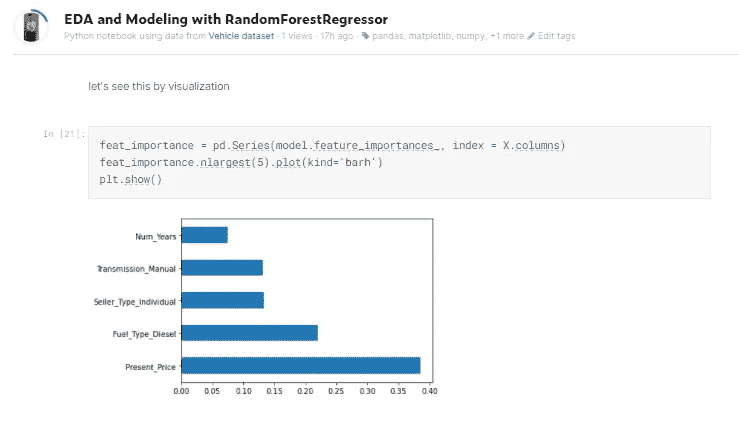 EDA and Modeling with RandomForestRegressor
Python notebook using data from Vehicle dataset · 1 views · 17h ago · pandas, matplotlib, numpy, +1 more Edit tags
let's see this by visualization
In [21]:
feat_importance = pd.Series(model.feature_importances_, index = X.columns)
feat_importance.nlargest(5).plot(kind='barh')
plt.show()
Num_Years
Transmission_Manual
Seller_Type_Individual
Fuel_Type_Diesel
Present_Price
0.00 0.05 0.10 0.15 0.20 0.25 0.30 0.35 0.40